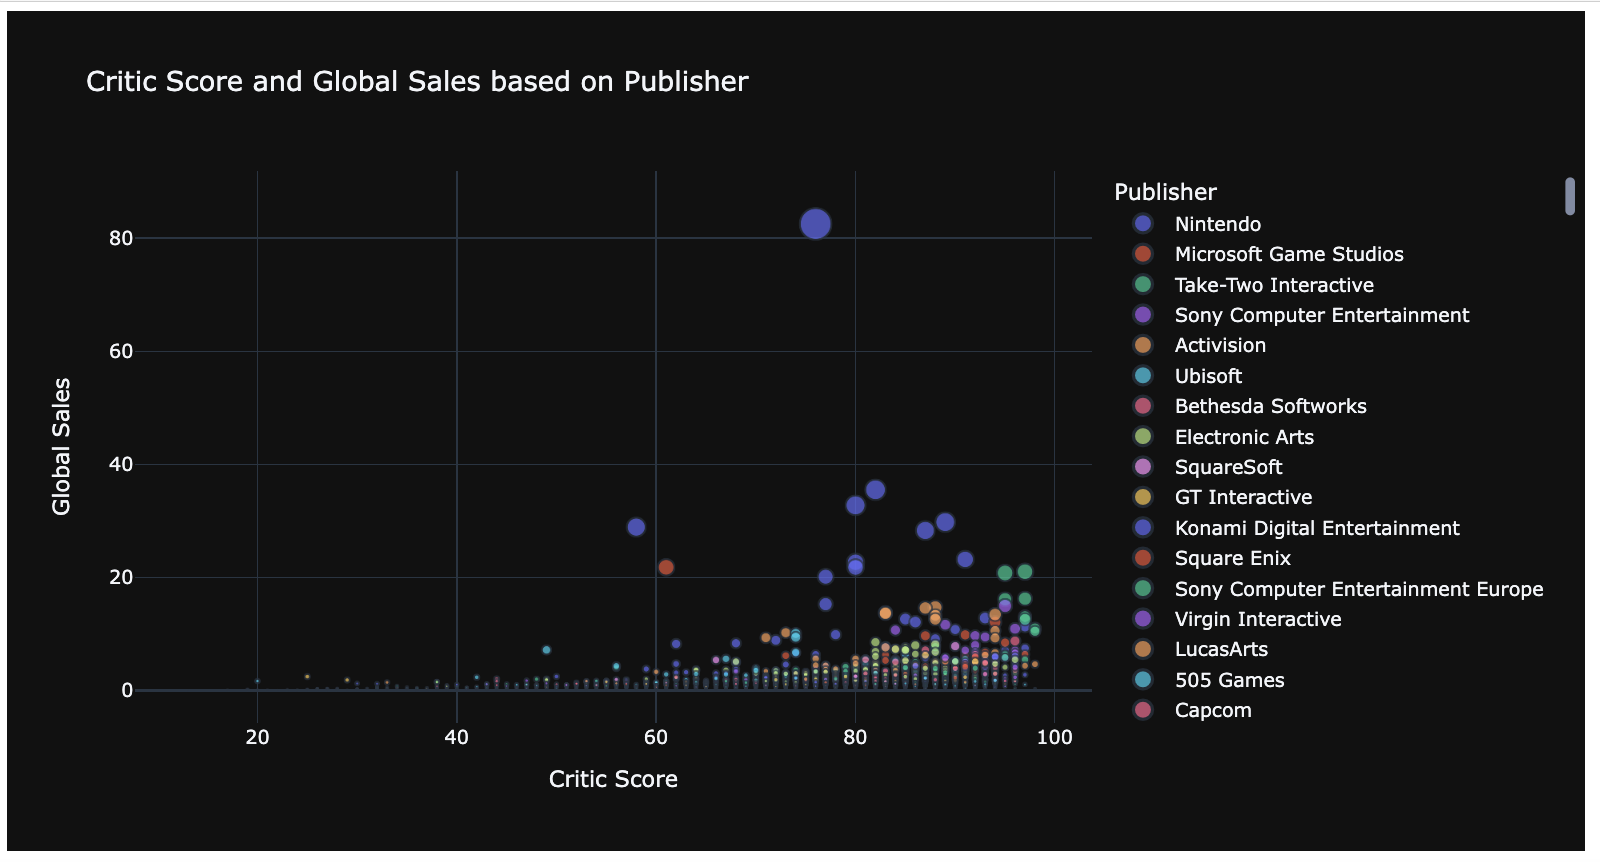 Critic Score and Global Sales based on Publisher
Publisher
Nintendo
Microsoft Game Studios
Take-Two Interactive
Sony Computer Entertainment
Activision
Ubisoft
Bethesda Softworks
Electronic Arts
SquareSoft
GT Interactive
Konami Digital Entertainment
Square Enix
Sony Computer Entertainment Europe
Virgin Interactive
LucasArts
505 Games
Capcom
Global Sales
80
60
40
20
0
20 40 60 80 100
Critic Score